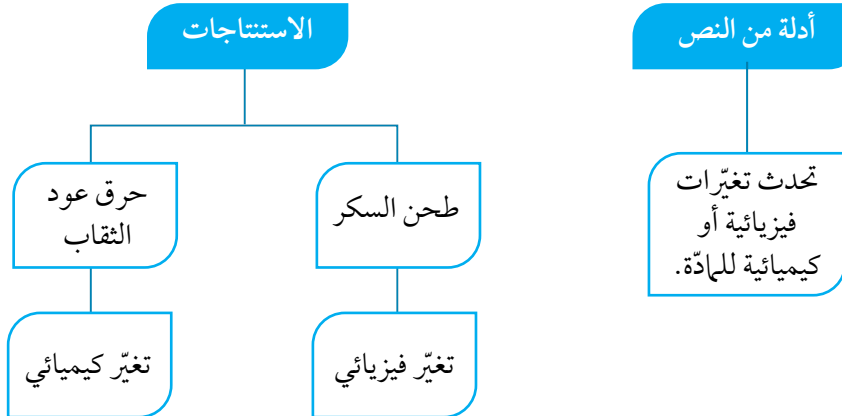 أدلة من النص
تحدث تغيّرات
فيزيائية أو
كيميائية للمادّة.
الاستنتاجات
طحن السكر
تغيّر فيزيائي
حرق عود
الثقاب
تغيّر كيميائي